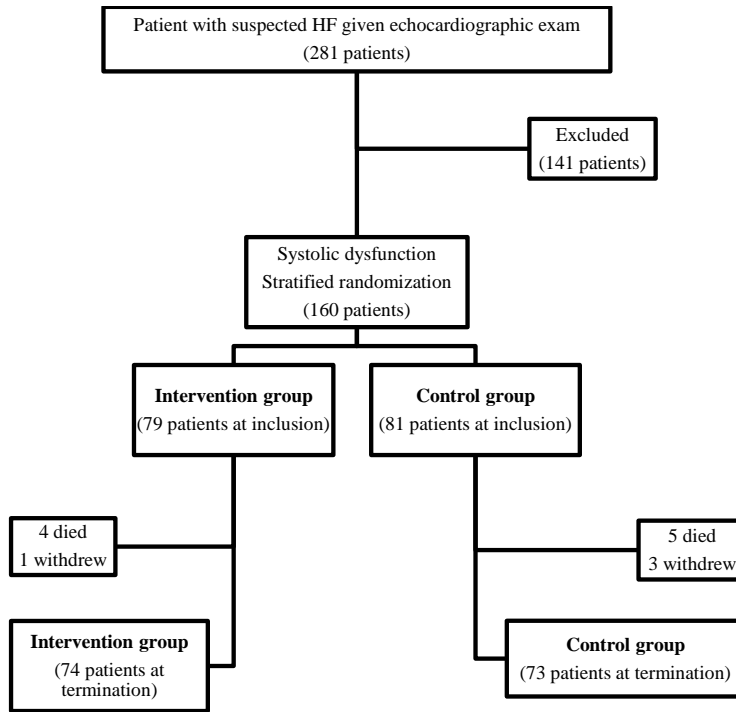 Patient with suspected HF given echocardiographic exam
(281 patients)
Excluded
(141 patients)
Systolic dysfunction
Stratified randomization
(160 patients)
Intervention group
(79 patients at inclusion)
Control group
(81 patients at inclusion)
4 died
1 withdrew
5 died
3 withdrew
Intervention group
(74 patients at
termination)
Control group
(73 patients at termination)